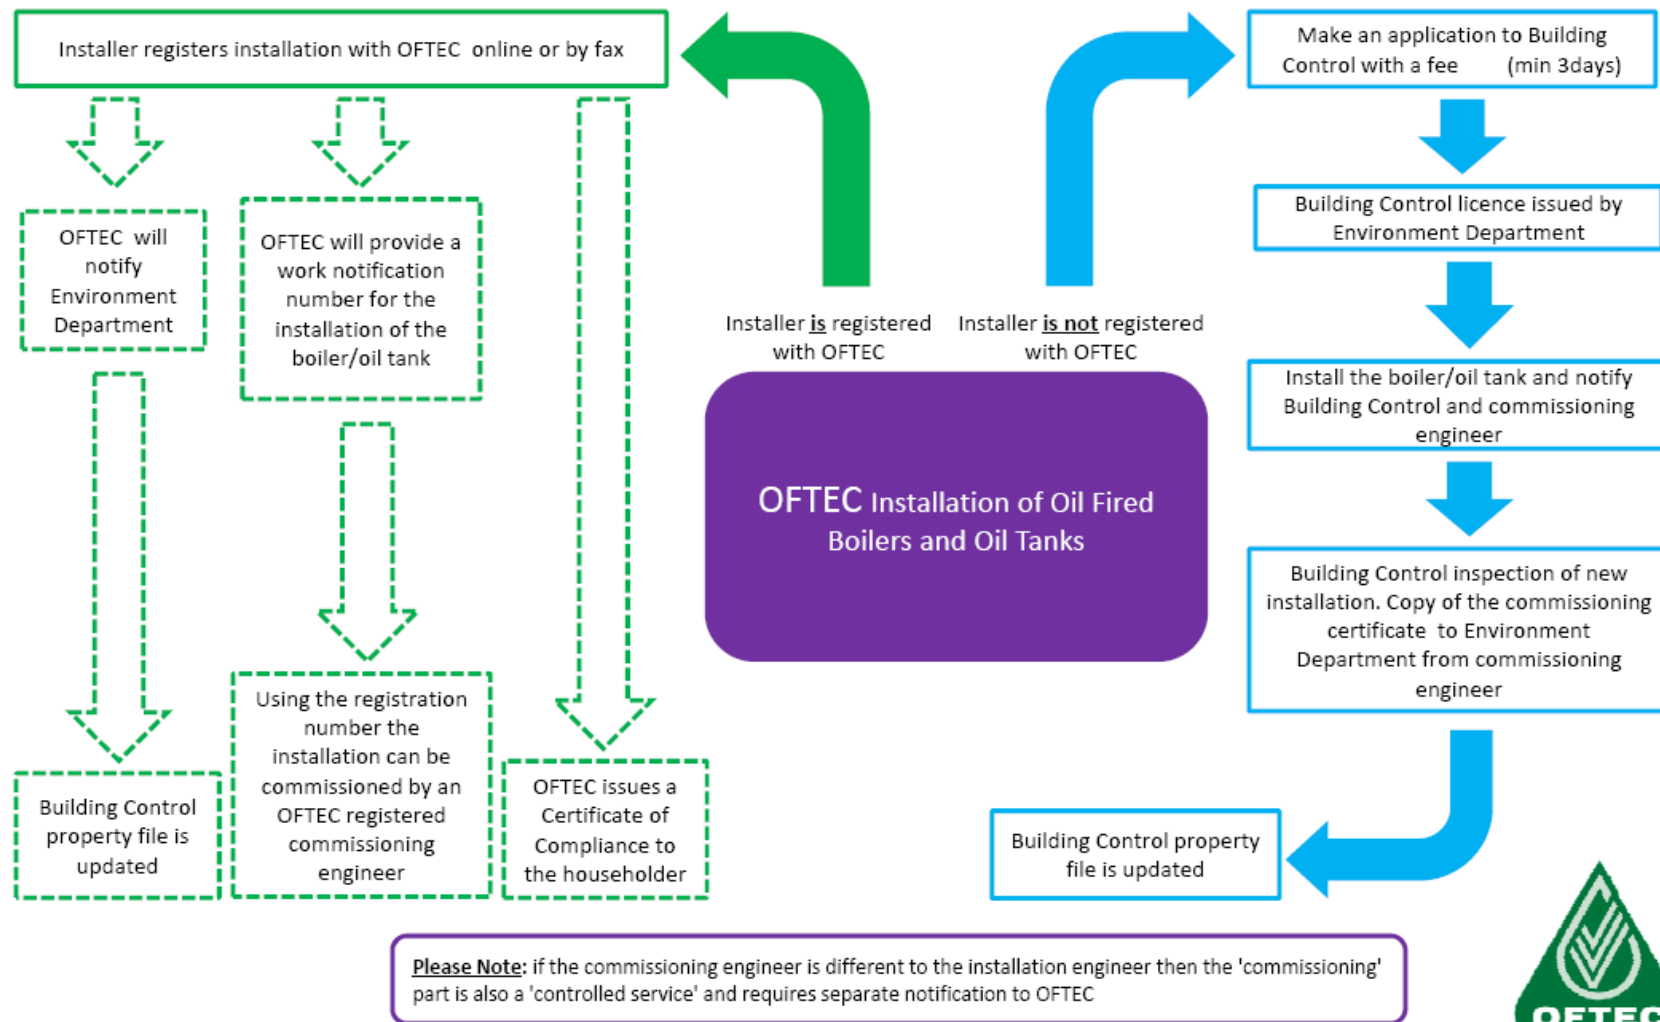 Installer registers installation with OFTEC online or by fax
OFTEC will
notify
Environment
Department
Building Control
property file is
updated
OFTEC will provide a
work notification
number for the
installation of the
boiler/oil tank
Using the registration
number the
installation can be
commissioned by an
OFTEC registered
commissioning
engineer
OFTEC issues a
Certificate of
Compliance to
the householder
Installer is registered
with OFTEC
Installer is not registered
with OFTEC
OFTEC Installation of Oil Fired
Boilers and Oil Tanks
Make an application to Building
Control with a fee (min 3days)
Building Control licence issued by
Environment Department
Install the boiler/oil tank and notify
Building Control and commissioning
engineer
Building Control inspection of new
installation. Copy of the commissioning
certificate to Environment
Department from commissioning
engineer
Building Control property
file is updated
Please Note: if the commissioning engineer is different to the installation engineer then the 'commissioning'
part is also a 'controlled service' and requires separate notification to OFTEC
OFTEC